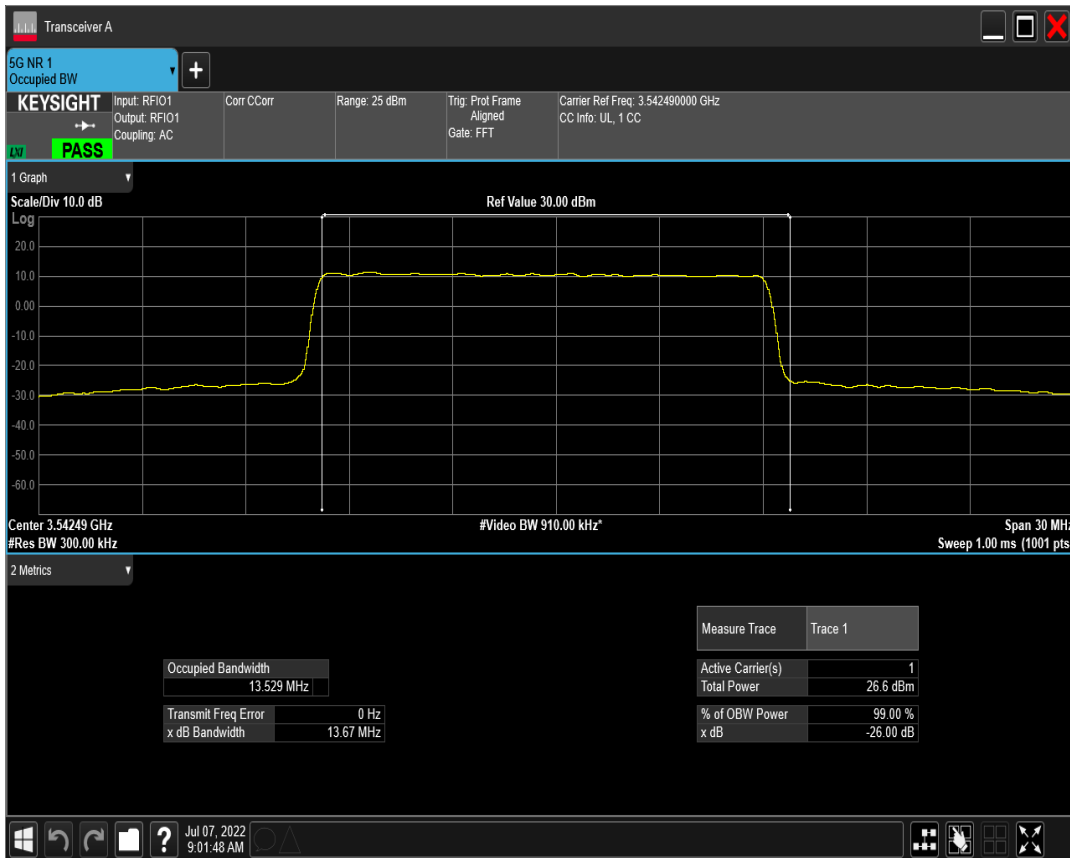 Transceiver A
5G NR 1
Occupied BW
+
KEYSIGHT
LXI
PASS
Input: RFIO1
Output: RFIO1
Coupling: AC
Corr CCorr
Range: 25 dBm
Trig: Prot Frame
Aligned
Gate: FFT
Carrier Ref Freq: 3.542490000 GHz
CC Info: UL, 1 CC
1 Graph
Scale/Div 10.0 dB
Ref Value 30.00 dBm
Log
20.0
10.0
0.00
-10.0
-20.0
-30.0
-40.0
-50.0
-60.0
Center 3.54249 GHz
#Video BW 910.00 kHz*
Span 30 MHz
#Res BW 300.00 kHz
Sweep 1.00 ms (1001 pts
2 Metrics
Measure Trace Trace 1
Occupied Bandwidth
13.529 MHz
Transmit Freq Error 0 Hz
x dB Bandwidth 13.67 MHz
Active Carrier(s) 1
Total Power 26.6 dBm
% of OBW Power 99.00 %
x dB -26.00 dB
?
Jul 07, 2022
9:01:48 AM